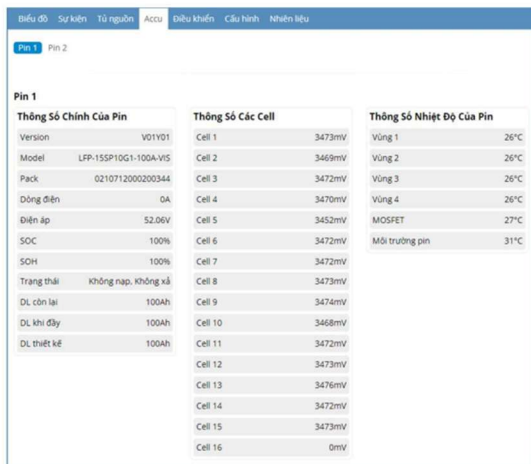 Biểu đồ Sự kiện Tủ nguồn Accu Điều khiển Cấu hình Nhiên liệu
Pin 1 Pin 2
Pin 1
Thông Số Chính Của Pin
Version V01Y01
Model LFP-15SP10G1-100A-VIS
Pack 0210712000200344
Dòng điện 0A
Điện áp 52.06V
SOC 100%
SOH 100%
Trạng thái Không nạp, Không xả
DL còn lại 100Ah
DL khi đầy 100Ah
DL thiết kế 100Ah
Thông Số Các Cell
Cell 1 3473mV
Cell 2 3469mV
Cell 3 3472mV
Cell 4 3470mV
Cell 5 3452mV
Cell 6 3472mV
Cell 7 3472mV
Cell 8 3473mV
Cell 9 3474mV
Cell 10 3468mV
Cell 11 3472mV
Cell 12 3473mV
Cell 13 3476mV
Cell 14 3472mV
Cell 15 3473mV
Cell 16 0mV
Thông Số Nhiệt Độ Của Pin
Vùng 1 26°C
Vùng 2 26°C
Vùng 3 26°C
Vùng 4 26°C
MOSFET 27°C
Môi trường pin 31°C